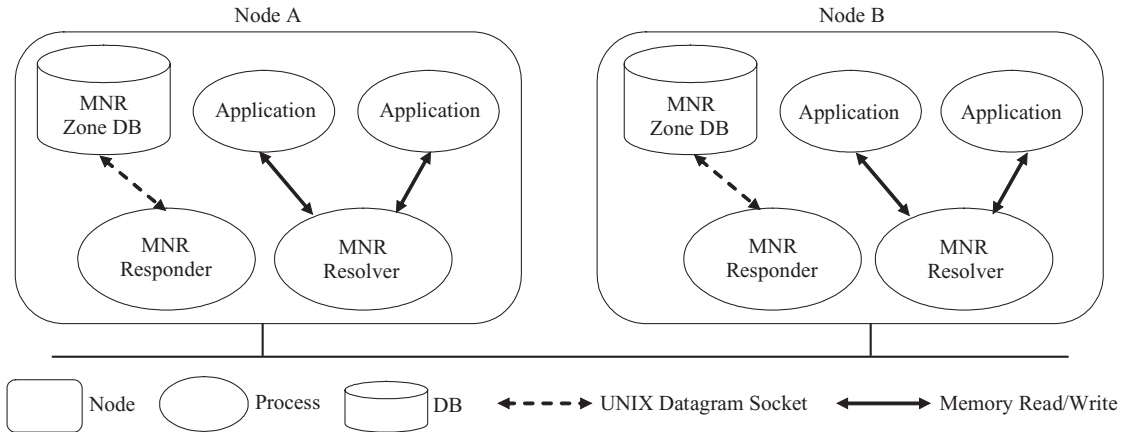 Node A
Node B
MNR
Zone DB
Application
Application
MNR
Responder
MNR
Resolver
MNR
Zone DB
Application
Application
MNR
Responder
MNR
Resolver
Node
Process
DB
UNIX Datagram Socket
Memory Read/Write